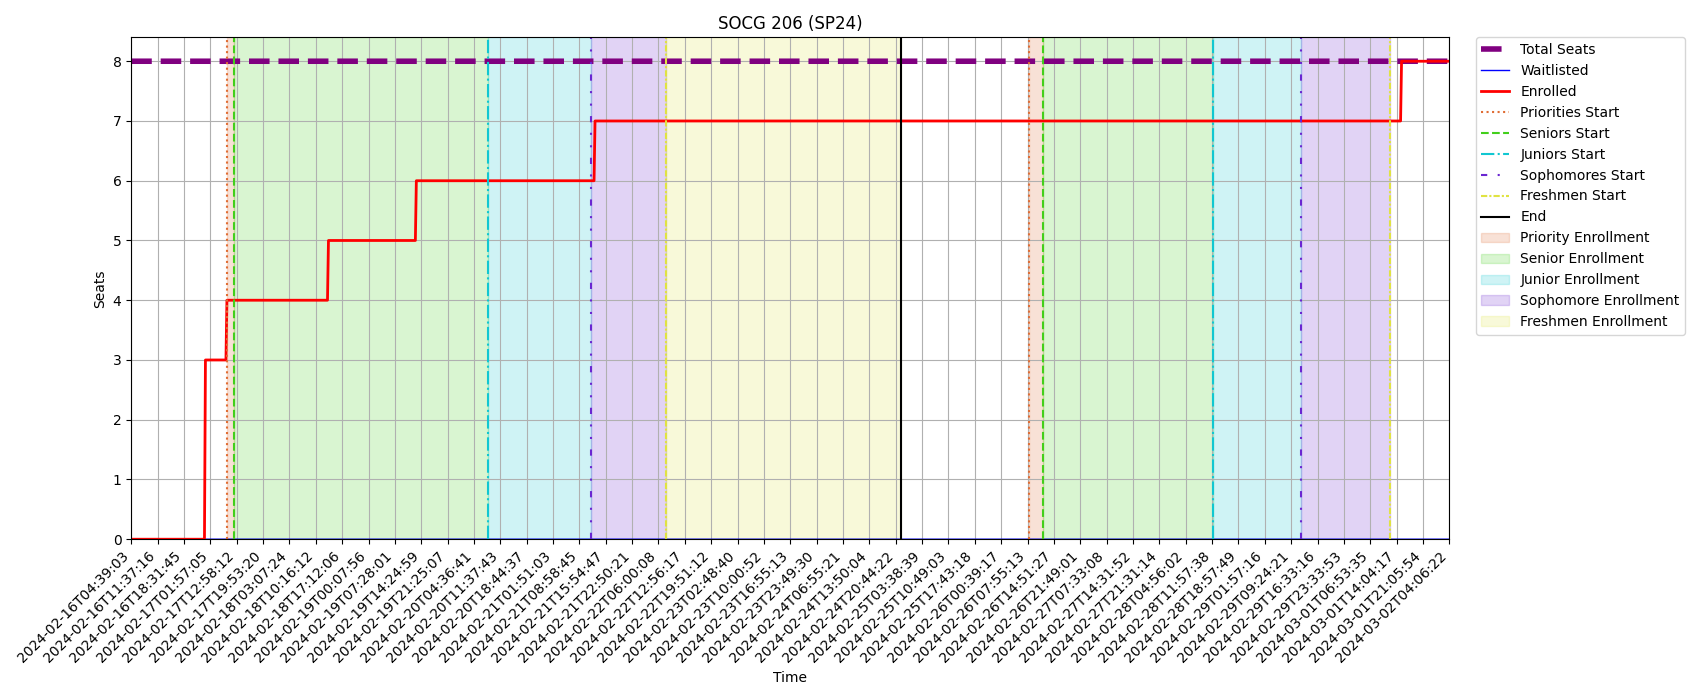 SOCG 206 (SP24)
Seats
8
7
6
5
4
3
2
1
0
2024-02-16T04:39:03
2024-02-16T11:37:16
2024-02-16T18:31:45
2024-02-17T01:57:05
2024-02-17T12:58:12
2024-02-17T19:53:20
2024-02-18T03:07:24
2024-02-18T10:16:12
2024-02-18T17:12:06
2024-02-19T00:07:56
2024-02-19T07:28:01
2024-02-19T14:24:59
2024-02-19T21:25:07
2024-02-20T04:36:41
2024-02-20T11:37:43
2024-02-20T18:44:37
2024-02-21T01:51:03
2024-02-21T08:58:45
2024-02-21T15:54:47
2024-02-21T22:50:21
2024-02-22T06:00:08
2024-02-22T12:56:17
2024-02-22T19:51:12
2024-02-23T02:48:40
2024-02-23T10:00:52
2024-02-23T16:55:13
2024-02-23T23:49:30
2024-02-24T06:55:21
2024-02-24T13:50:04
2024-02-24T20:44:22
2024-02-25T03:38:39
2024-02-25T10:49:03
2024-02-25T17:43:18
2024-02-26T00:39:17
2024-02-26T07:55:13
2024-02-26T14:51:27
2024-02-26T21:49:01
2024-02-27T07:33:08
2024-02-27T14:31:52
2024-02-27T21:31:14
2024-02-28T04:56:02
2024-02-28T11:57:38
2024-02-28T18:57:49
2024-02-29T01:57:16
2024-02-29T09:24:21
2024-02-29T16:33:16
2024-02-29T23:33:53
2024-03-01T06:53:35
2024-03-01T14:04:17
2024-03-01T21:05:54
2024-03-02T04:06:22
Time
Total Seats
Waitlisted
Enrolled
Priorities Start
Seniors Start
Juniors Start
Sophomores Start
Freshmen Start
End
Priority Enrollment
Senior Enrollment
Junior Enrollment
Sophomore Enrollment
Freshmen Enrollment